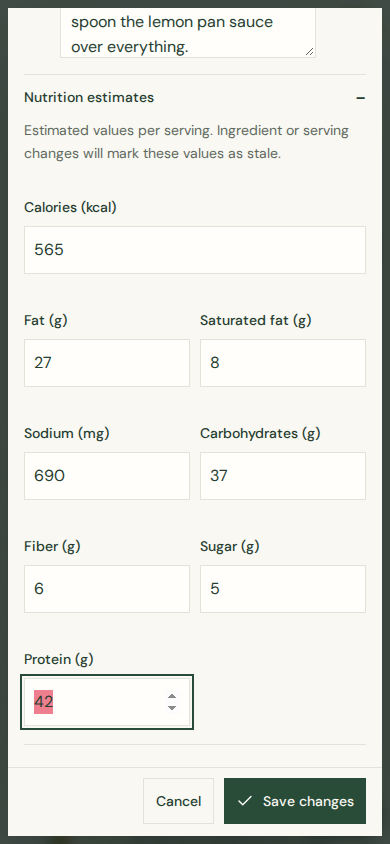 spoon the lemon pan sauce
over everything.
Nutrition estimates
Estimated values per serving. Ingredient or serving
changes will mark these values as stale.
Calories (kcal)
565
Fat (g) Saturated fat (g)
27 8
Sodium (mg) Carbohydrates (g)
690 37
Fiber (g) Sugar (g)
6 5
Protein (g)
42
Cancel Save changes